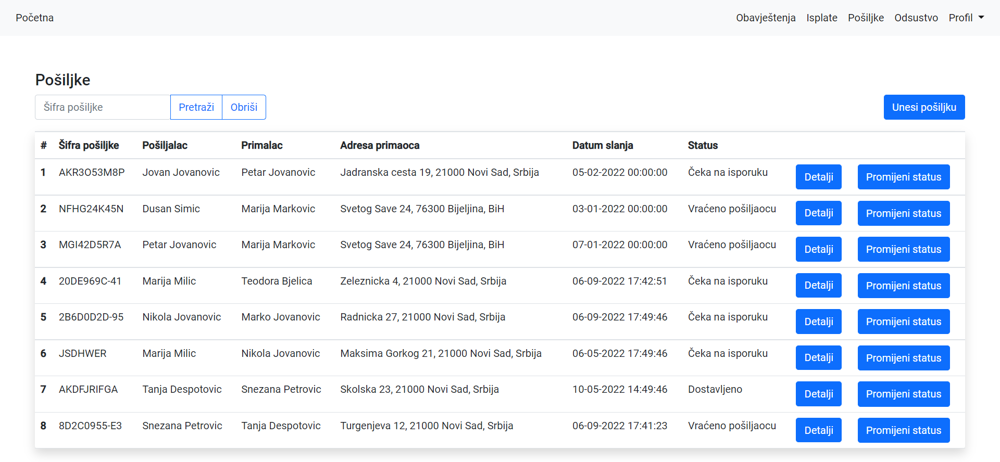 Početna Obavještenja Isplate Pošiljke Odsustvo Profil
Pošiljke
Šifra pošiljke Pretraži Obriši Unesi pošiljku
# Šifra pošiljke Pošiljalac Primalac Adresa primaoca Datum slanja Status
1 AKR3O53M8P Jovan Jovanovic Petar Jovanovic Jadranska cesta 19, 21000 Novi Sad, Srbija 05-02-2022 00:00:00 Čeka na isporuku Detalji Promijeni status
2 NFHG24K45N Dusan Simic Marija Markovic Svetog Save 24, 76300 Bijeljina, BiH 03-01-2022 00:00:00 Vraćeno pošiljaocu Detalji Promijeni status
3 MGI42D5R7A Petar Jovanovic Marija Markovic Svetog Save 24, 76300 Bijeljina, BiH 07-01-2022 00:00:00 Vraćeno pošiljaocu Detalji Promijeni status
4 20DE969C-41 Marija Milic Teodora Bjelica Zeleznicka 4, 21000 Novi Sad, Srbija 06-09-2022 17:42:51 Čeka na isporuku Detalji Promijeni status
5 2B6D0D2D-95 Nikola Jovanovic Marko Jovanovic Radnicka 27, 21000 Novi Sad, Srbija 06-09-2022 17:49:46 Čeka na isporuku Detalji Promijeni status
6 JSDHWER Marija Milic Nikola Jovanovic Maksima Gorkog 21, 21000 Novi Sad, Srbija 06-05-2022 17:49:46 Čeka na isporuku Detalji Promijeni status
7 AKDFJRIFGA Tanja Despotovic Snezana Petrovic Skolska 23, 21000 Novi Sad, Srbija 10-05-2022 14:49:46 Dostavljeno Detalji Promijeni status
8 8D2C0955-E3 Snezana Petrovic Tanja Despotovic Turgenjeva 12, 21000 Novi Sad, Srbija 06-09-2022 17:41:23 Vraćeno pošiljaocu Detalji Promijeni status